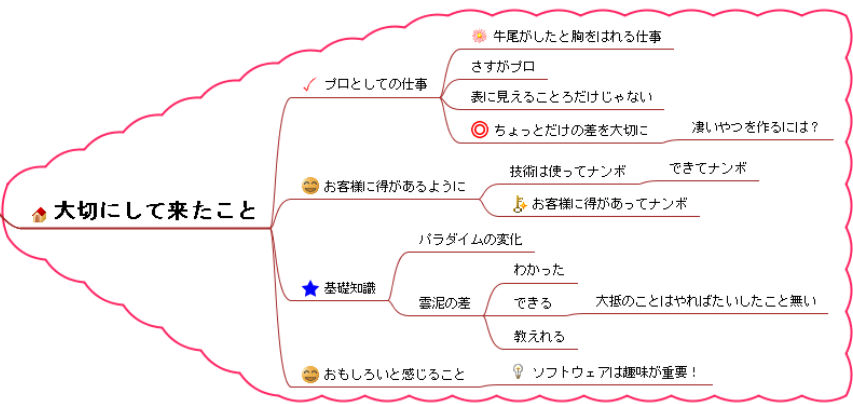 大切にして来たこと
プロとしての仕事
牛尾がしたと胸をはれる仕事
さすがプロ
表に見えることろだけじゃない
ちょっとだけの差を大切に
凄いやつを作るには？
お客様に得があるように
技術は使ってナンボ
できてナンボ
お客様に得があってナンボ
基礎知識
パラダイムの変化
雲泥の差
わかった
できる
大抵のことはやればたいしたこと無い
教えれる
おもしろいと感じること
ソフトウェアは趣味が重要！